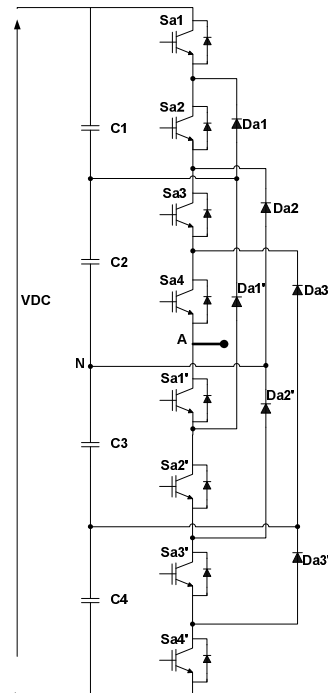 Sa1
Sa2
C1
Da1
Sa3
Da2
C2
Sa4
Da1'
Da3
VDC
A
N
Sa1'
Da2'
C3
Sa2'
Sa3'
Da3'
C4
Sa4'